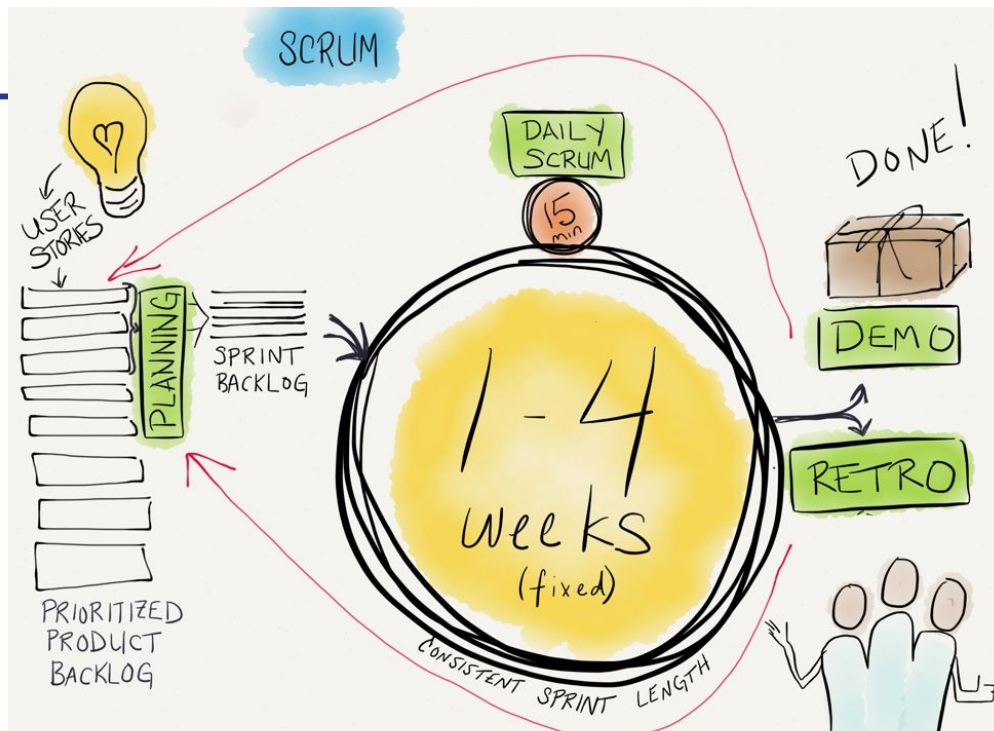 SCRUM
USER
STORIES
PLANNING
SPRINT
BACKLOG
PRIORITIZED
PRODUCT
BACKLOG
DAILY
SCRUM
15
min
1-4
weeks
(fixed)
CONSISTENT SPRINT LENGTH
DONE!
DEMO
RETRO